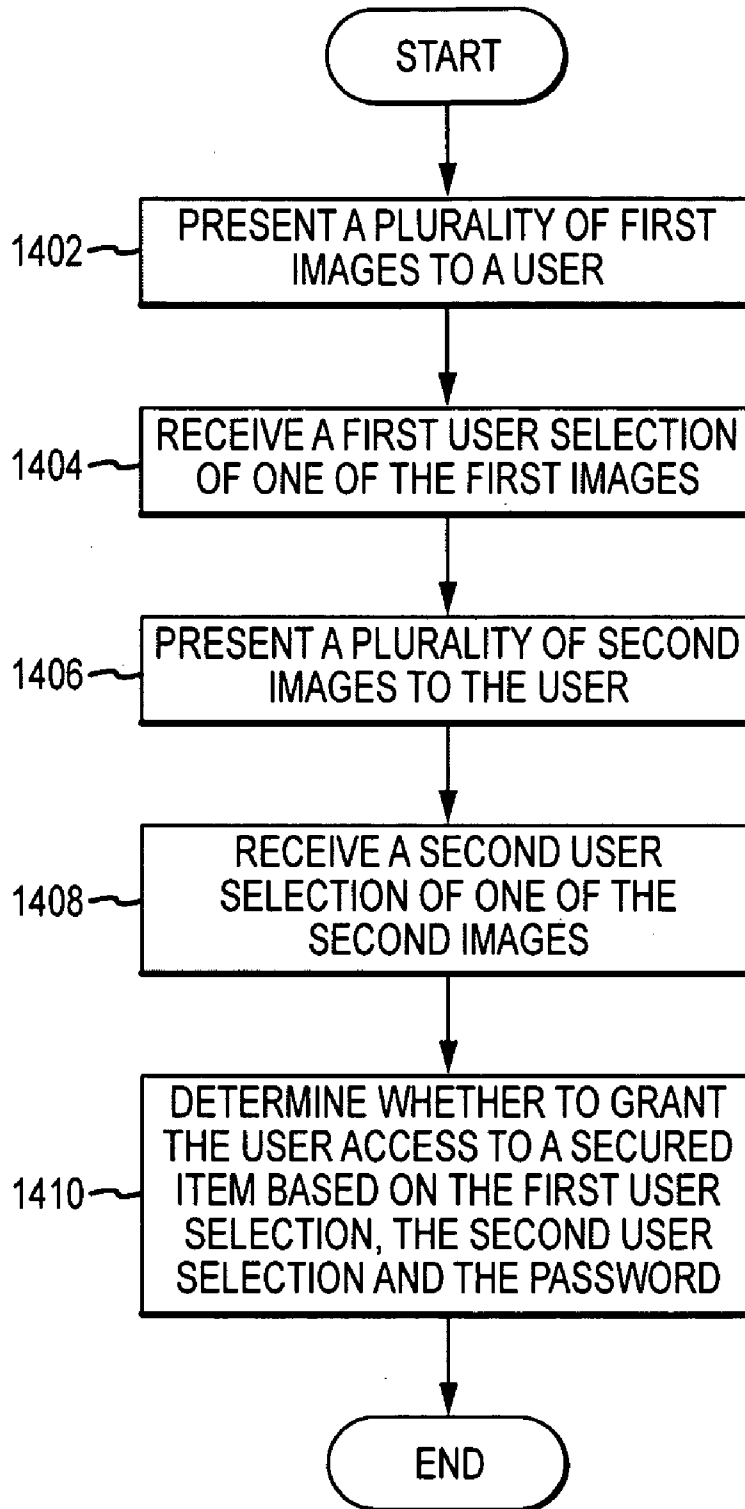 START
1402
PRESENT A PLURALITY OF FIRST
IMAGES TO A USER
1404
RECEIVE A FIRST USER SELECTION
OF ONE OF THE FIRST IMAGES
1406
PRESENT A PLURALITY OF SECOND
IMAGES TO THE USER
1408
RECEIVE A SECOND USER
SELECTION OF ONE OF THE
SECOND IMAGES
1410
DETERMINE WHETHER TO GRANT
THE USER ACCESS TO A SECURED
ITEM BASED ON THE FIRST USER
SELECTION, THE SECOND USER
SELECTION AND THE PASSWORD
END